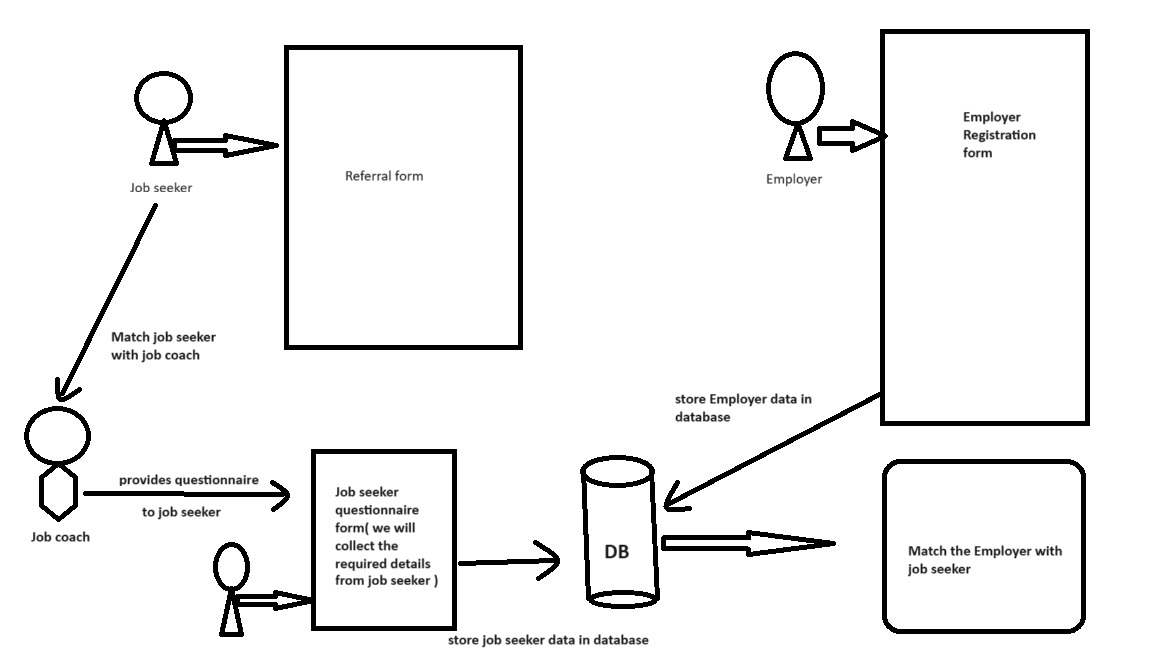 Job seeker
Referral form
Employer
Employer
Registration
form
Match job seeker
with job coach
store Employer data in
database
Job coach
provides questionnaire
to job seeker
Job seeker
questionnaire
form( we will
collect the
required details
from job seeker )
DB
store job seeker data in database
Match the Employer with
job seeker